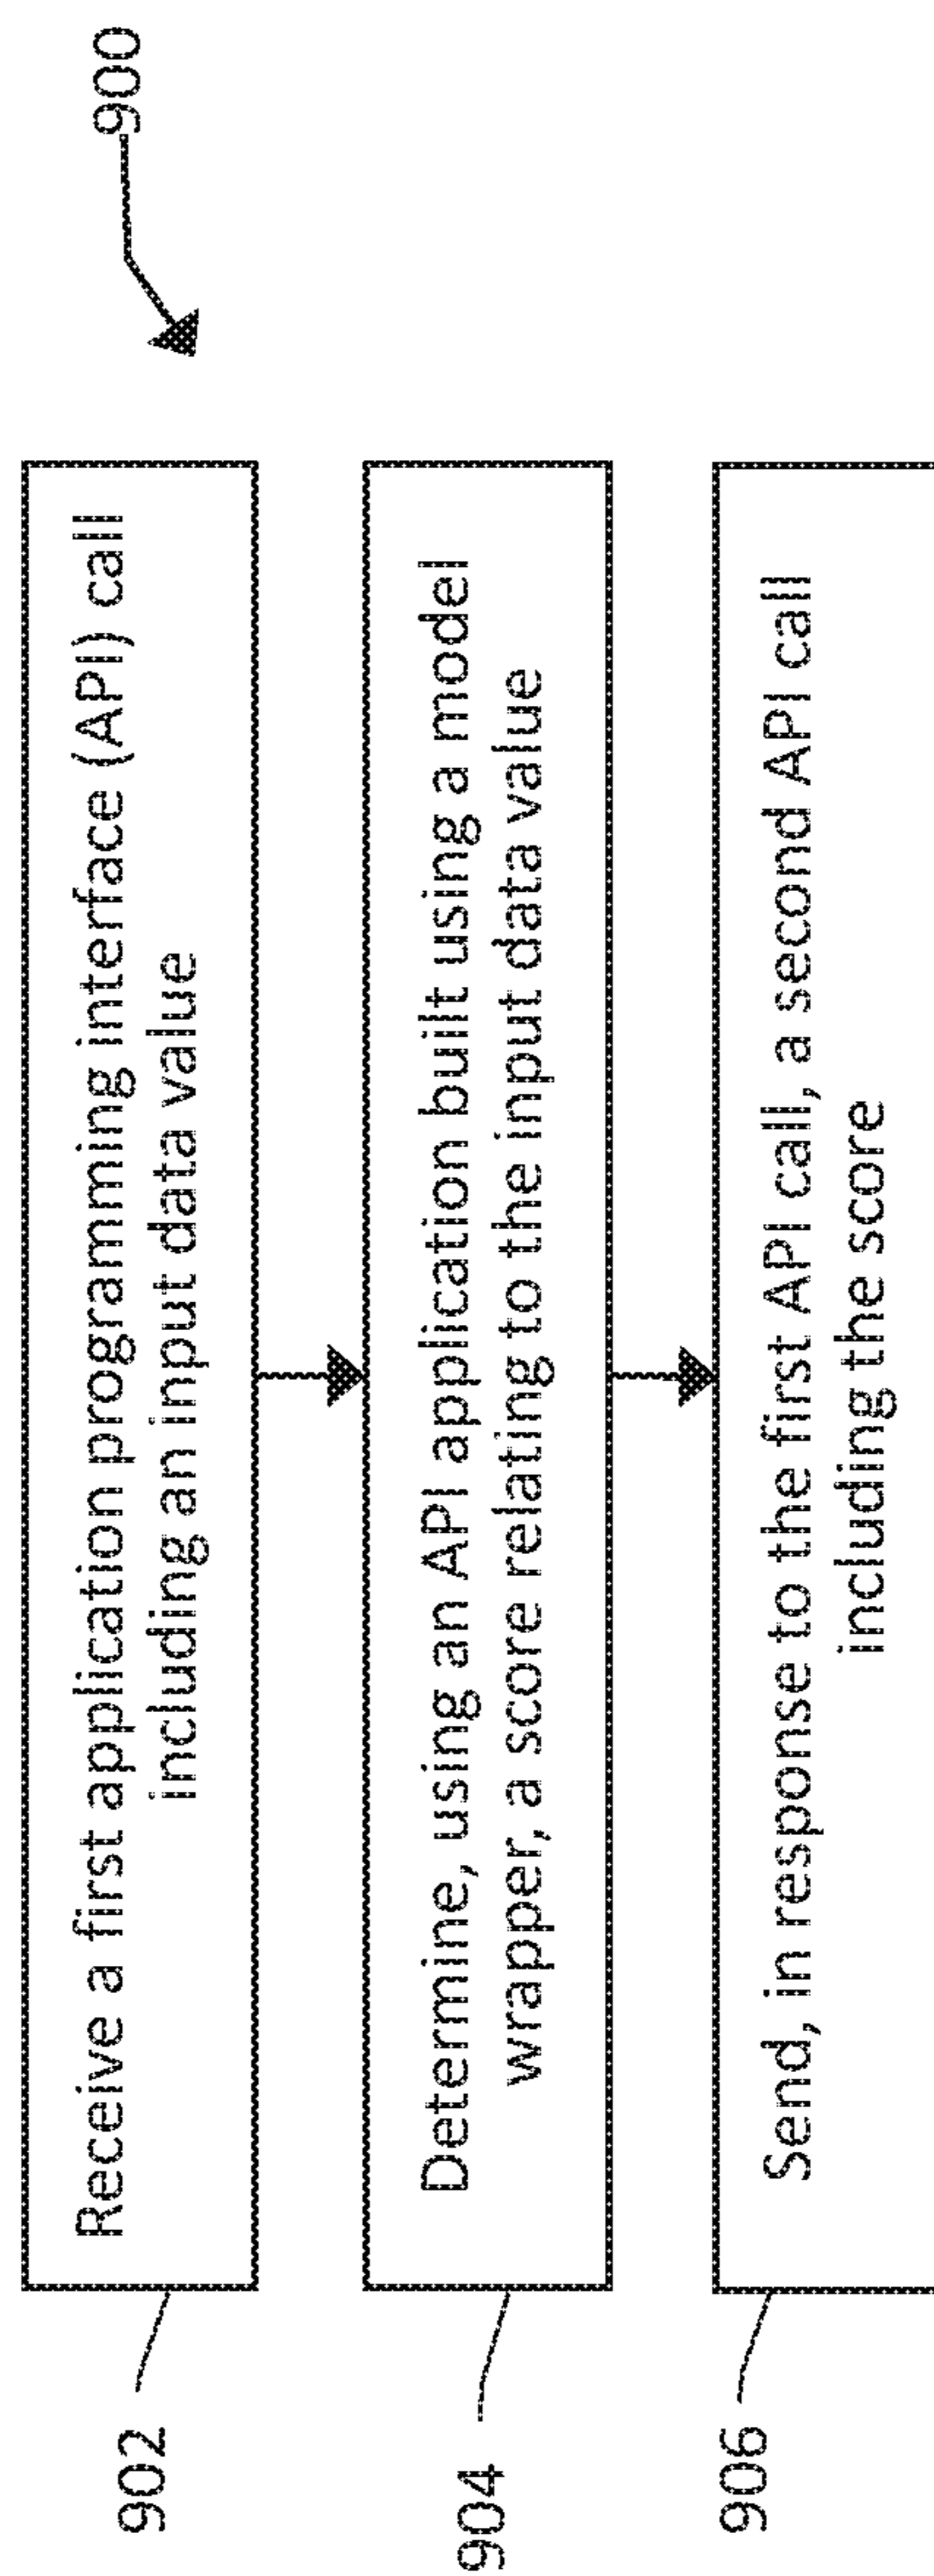 900
902
Receive a first application programming interface (API) call
including an input data value
904
Determine, using an API application built using a model
wrapper, a score relating to the input data value
906
Send, in response to the first API call, a second API call
including the score